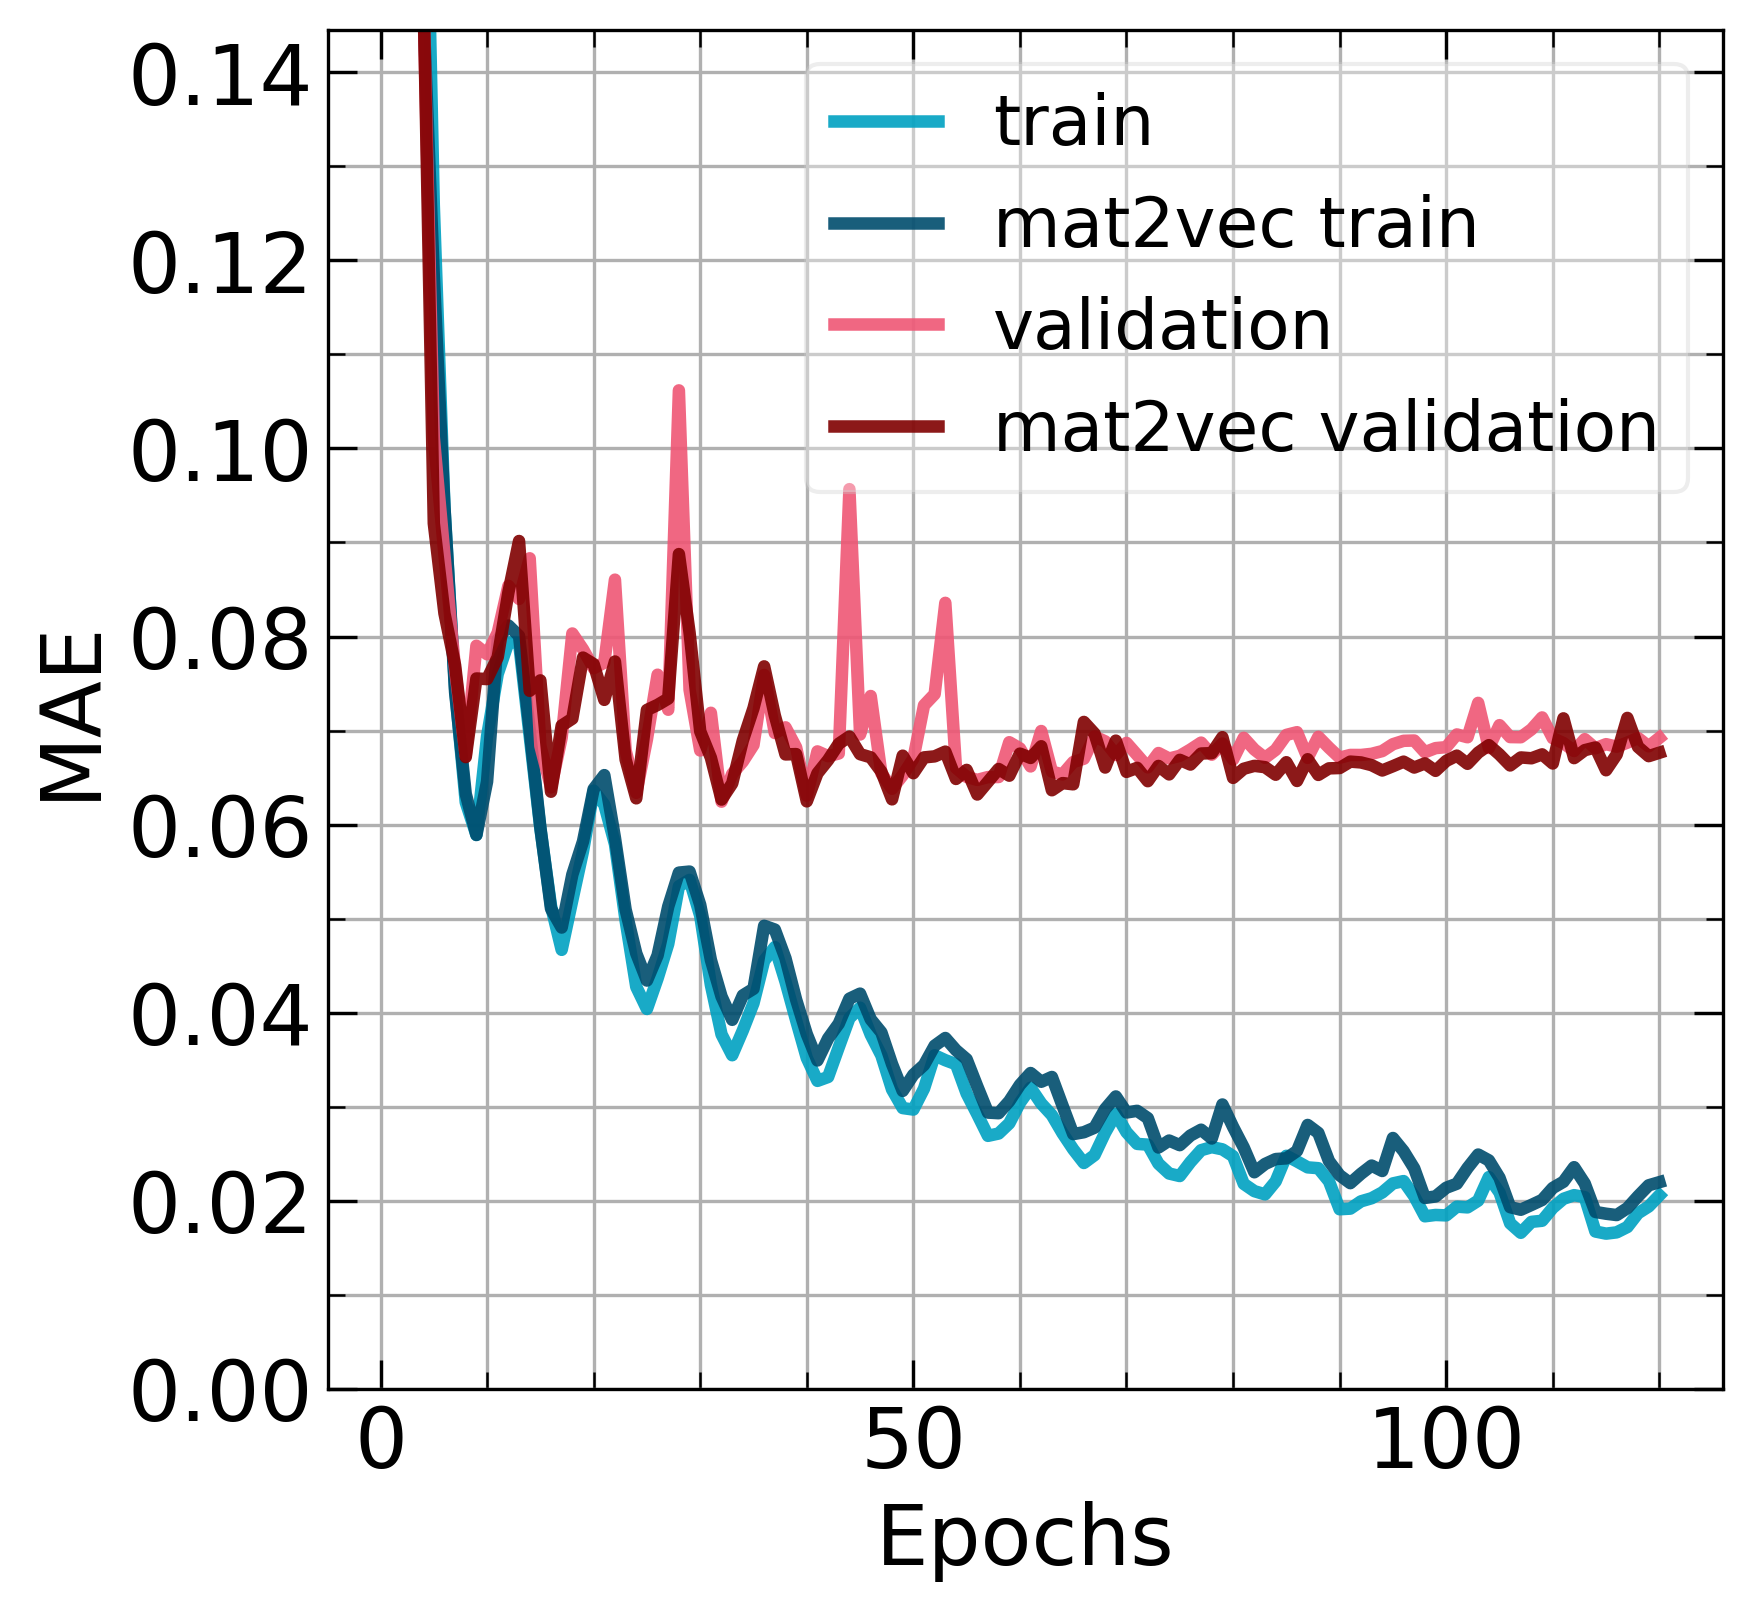 0.14
0.12
0.10
0.08
0.06
0.04
0.02
0.00
MAE
train
mat2vec train
validation
mat2vec validation
0 50 100
Epochs